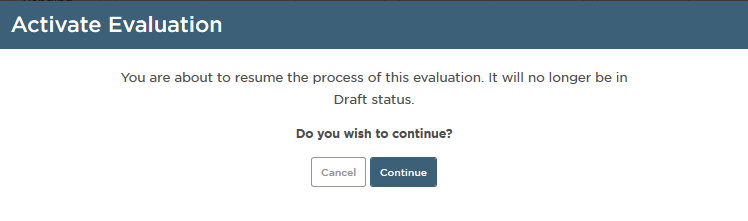 Activate Evaluation
You are about to resume the process of this evaluation. It will no longer be in
Draft status.
Do you wish to continue?
Cancel
Continue